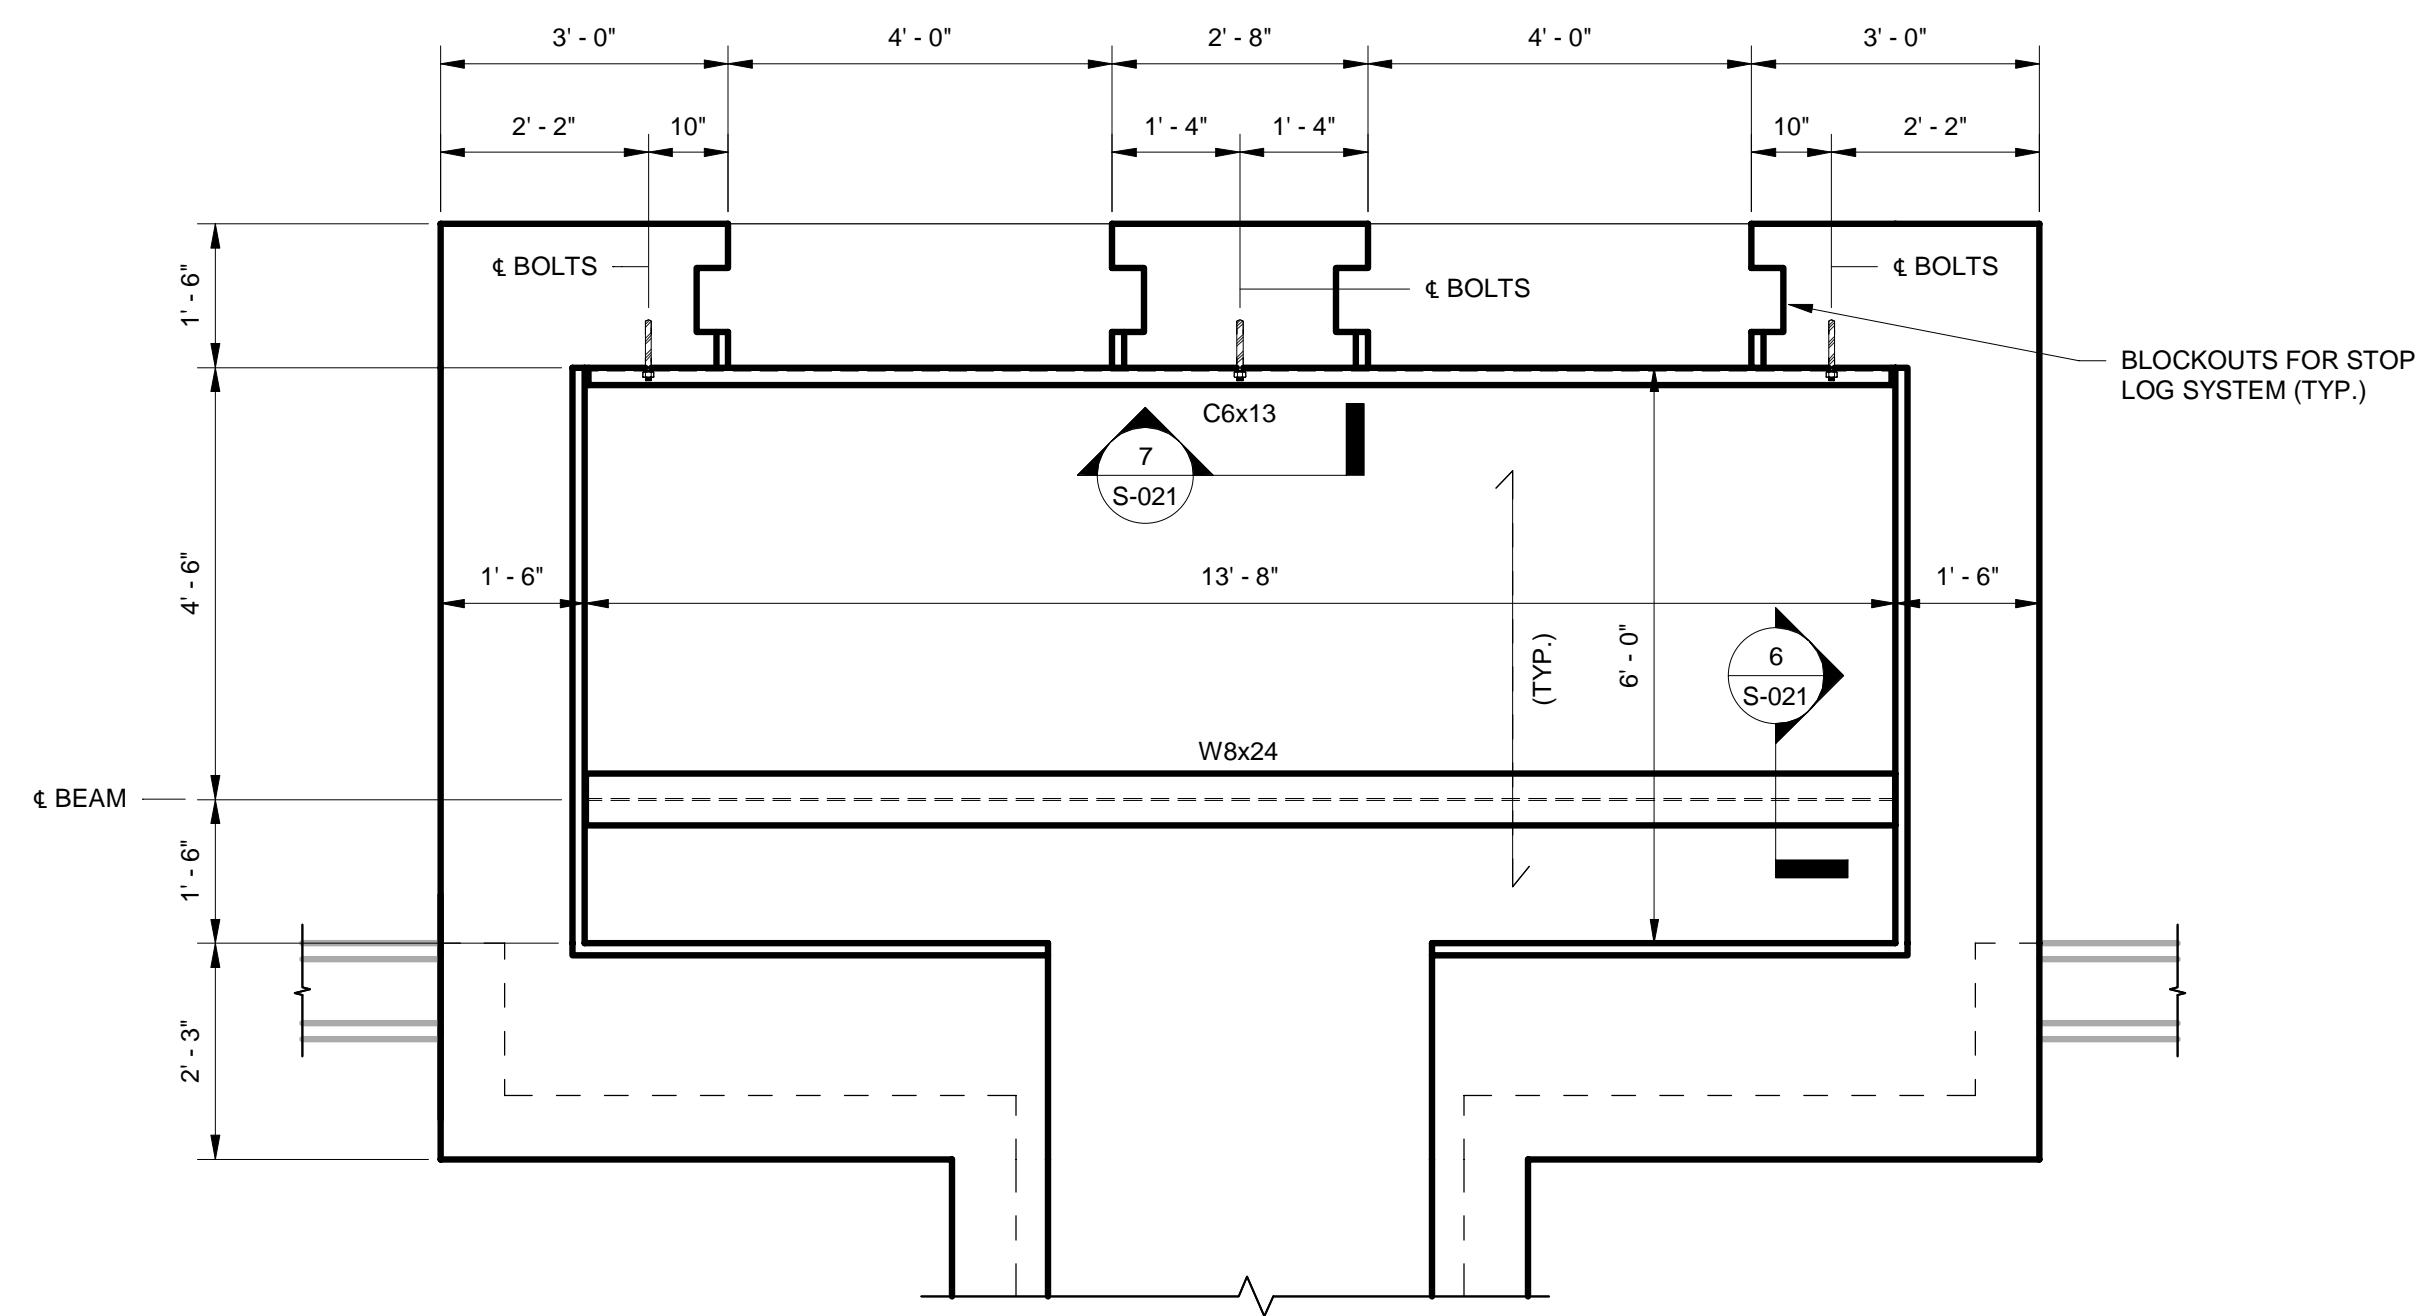 3' - 0"
4' - 0"
2' - 8"
4' - 0"
3' - 0"
2' - 2"
10"
1' - 4"
1' - 4"
10"
2' - 2"
1' - 6"
℄ BOLTS
℄ BOLTS
℄ BOLTS
BLOCKOUTS FOR STOP
LOG SYSTEM (TYP.)
C6x13
7
S-021
4' - 6"
1' - 6"
13' - 8"
1' - 6"
(TYP.)
6' - 0"
6
S-021
W8x24
℄ BEAM
1' - 6"
2' - 3"